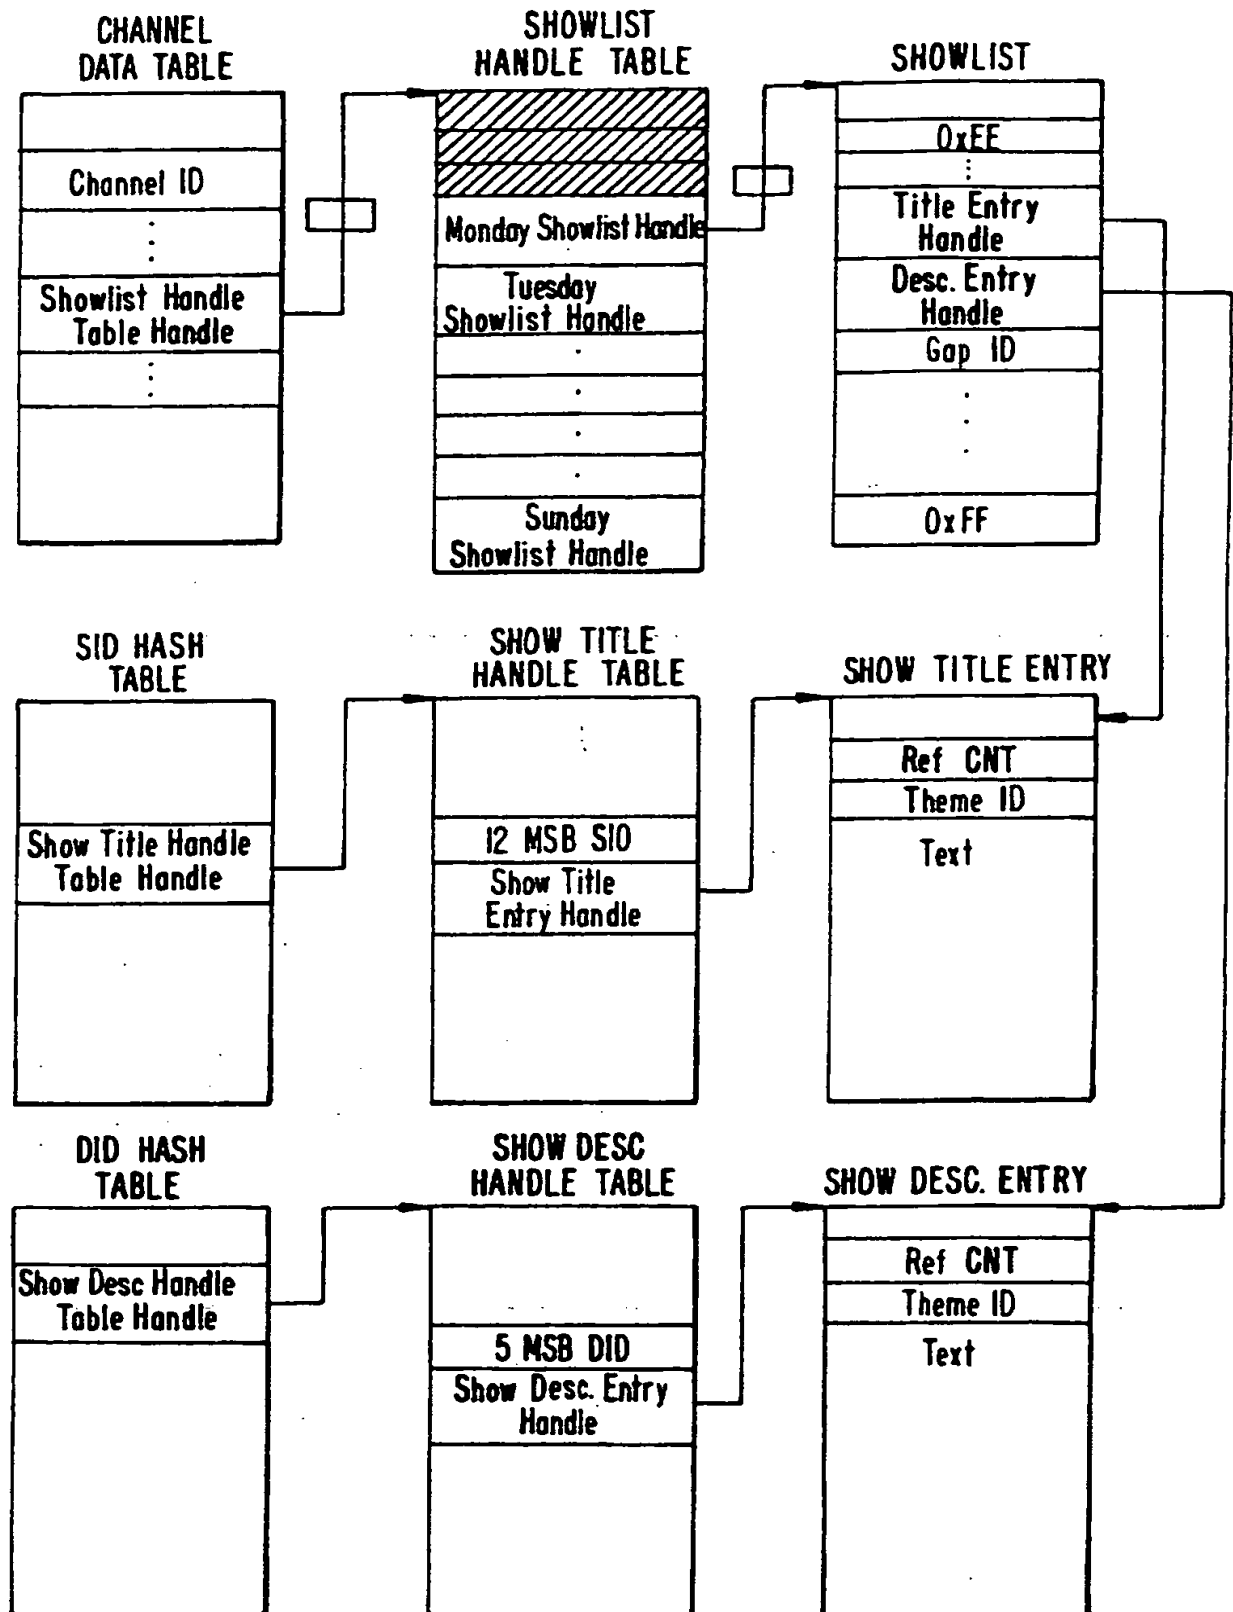 CHANNEL
DATA TABLE
Channel ID
Showlist Handle
Table Handle
SHOWLIST
HANDLE TABLE
Monday Showlist Handle
Tuesday
Showlist Handle
Sunday
Showlist Handle
SHOWLIST
0xEE
Title Entry
Handle
Desc. Entry
Handle
Gap ID
0xFF
SID HASH
TABLE
Show Title Handle
Table Handle
SHOW TITLE
HANDLE TABLE
12 MSB SIO
Show Title
Entry Handle
SHOW TITLE ENTRY
Ref CNT
Theme ID
Text
DID HASH
TABLE
Show Desc Handle
Table Handle
SHOW DESC
HANDLE TABLE
5 MSB DID
Show Desc. Entry
Handle
SHOW DESC. ENTRY
Ref CNT
Theme ID
Text